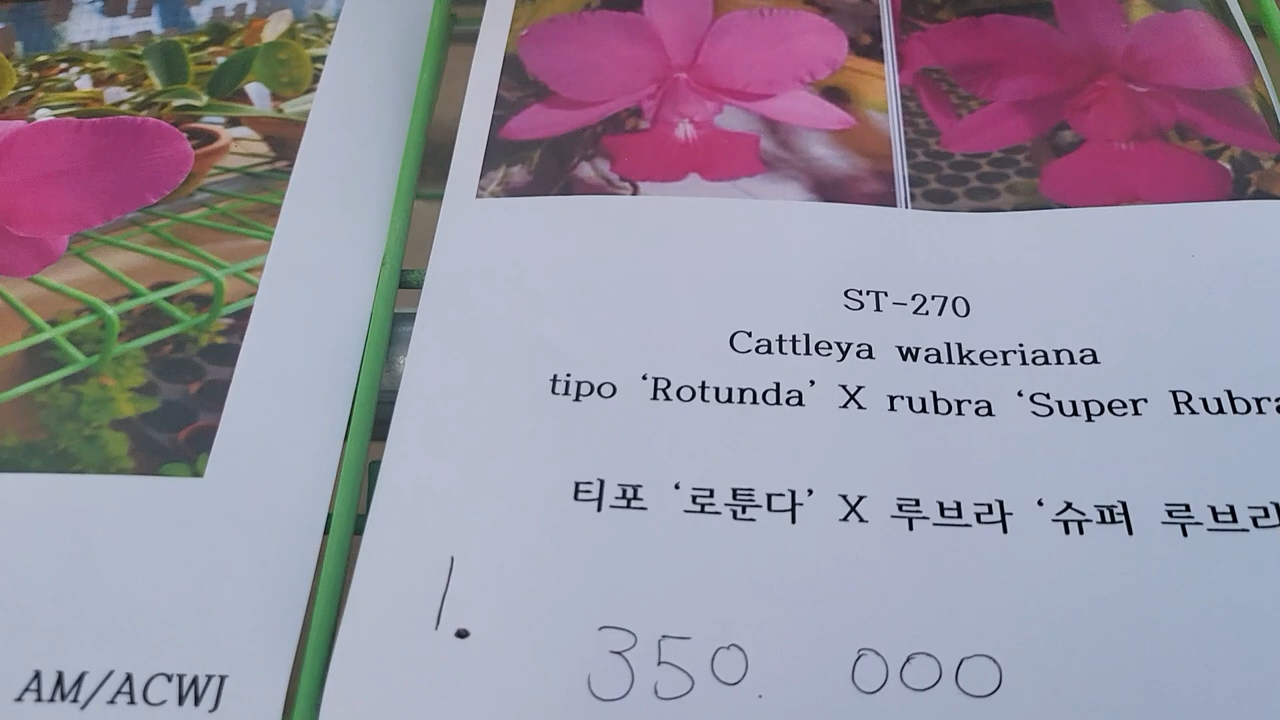 ST-270
Cattleya walkeriana
tipo ‘Rotunda’ X rubra ‘Super Rubra
티포 ‘로툰다’ X 루브라 ‘슈퍼 루브라
1.
350. 000
AM/ACWJ